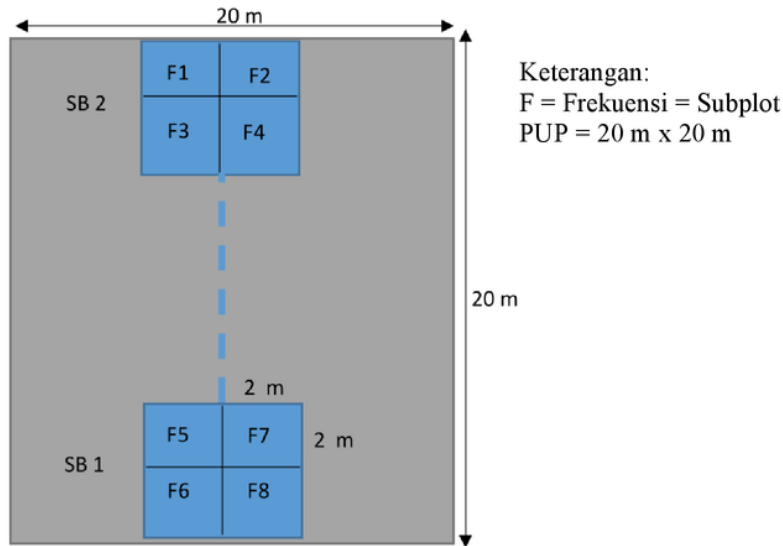 20 m
SB 2
F1 F2
F3 F4
Keterangan:
F = Frekuensi = Subplot
PUP = 20 m x 20 m
20 m
2 m
F5 F7
2 m
SB 1
F6 F8